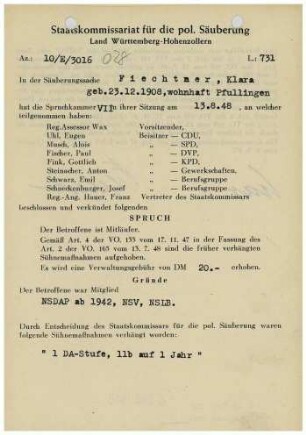 Staatskommissariat für die pol. Säuberung
Land Württemberg-Hohenzollern
Az.: 10/E/3016 028 L: 731
In der Säuberungssache Fiechtner, Klara
geb.23.12.1908,wohnhaft Pfullingen
hat die Spruchkammer VII in ihrer Sitzung am 13.8.48 , an welcher
teilgenommen haben:
Reg.Assessor Wax Vorsitzender,
Uhl, Eugen Beisitzer — CDU,
Musch, Alois „ — SPD,
Fischer, Paul „ — DVP,
Fink, Gottlich „ — KPD,
Steinacher, Anton „ — Gewerkschaften,
Schwarz, Emil „ — Berufsgruppe
Schnekenburger, Josef „ — Berufsgruppe
Reg.-Ang. Hauer, Franz Vertreter des Staatskommissars
beschlossen und verkündet folgenden
SPRUCH
Der Betroffene ist Mitläufer.
Gemäß Art. 4 der VO. 133 vom 17. 11. 47 in der Fassung des
Art. 2 der VO. 165 vom 13. 7. 48 sind die früher verhängten
Sühnemaßnahmen aufgehoben.
Es wird eine Verwaltungsgebühr von DM 20.- erhoben.
Gründe
Der Betroffene war Mitglied
NSDAP ab 1942, NSV, NSLB.
Durch Entscheidung des Staatskommissars für die pol. Säuberung waren
folgende Sühnemaßnahmen verhängt worden:
" 1 DA-Stufe, 11b auf 1 Jahr "